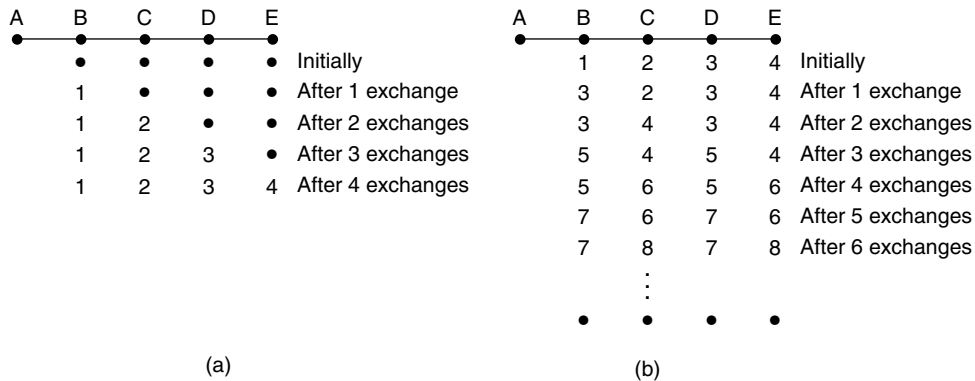 A B C D E
• • • • Initially
1 • • • After 1 exchange
1 2 • • After 2 exchanges
1 2 3 • After 3 exchanges
1 2 3 4 After 4 exchanges
(a)
A B C D E
1 2 3 4 Initially
3 2 3 4 After 1 exchange
3 4 3 4 After 2 exchanges
5 4 5 4 After 3 exchanges
5 6 5 6 After 4 exchanges
7 6 7 6 After 5 exchanges
7 8 7 8 After 6 exchanges
⋮
• • • •
(b)